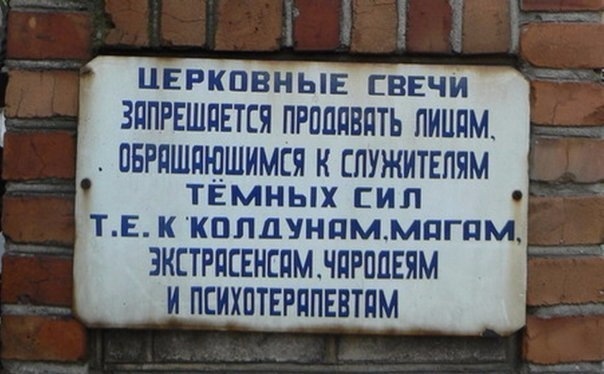 ЦЕРКОВНЫЕ СВЕЧИ
ЗАПРЕЩАЕТСЯ ПРОДАВАТЬ ЛИЦАМ,
ОБРАЩАЮЩИМСЯ К СЛУЖИТЕЛЯМ
ТЁМНЫХ СИЛ
Т.Е. К КОЛДУНАМ, МАГАМ,
ЭКСТРАСЕНСАМ, ЧАРОДЕЯМ
И ПСИХОТЕРАПЕВТАМ